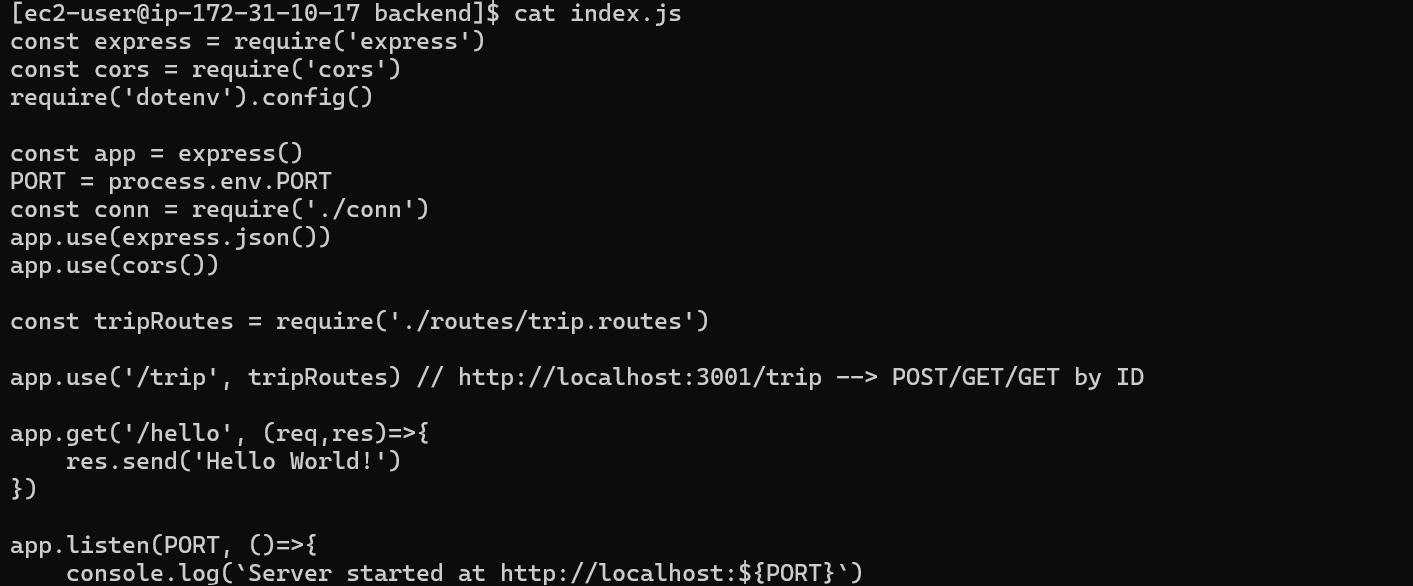 [ec2-user@ip-172-31-10-17 backend]$ cat index.js
const express = require('express')
const cors = require('cors')
require('dotenv').config()

const app = express()
PORT = process.env.PORT
const conn = require('./conn')
app.use(express.json())
app.use(cors())

const tripRoutes = require('./routes/trip.routes')

app.use('/trip', tripRoutes) // http://localhost:3001/trip --> POST/GET/GET by ID

app.get('/hello', (req,res)=>{
    res.send('Hello World!')
})

app.listen(PORT, ()=>{
    console.log(`Server started at http://localhost:${PORT}`)